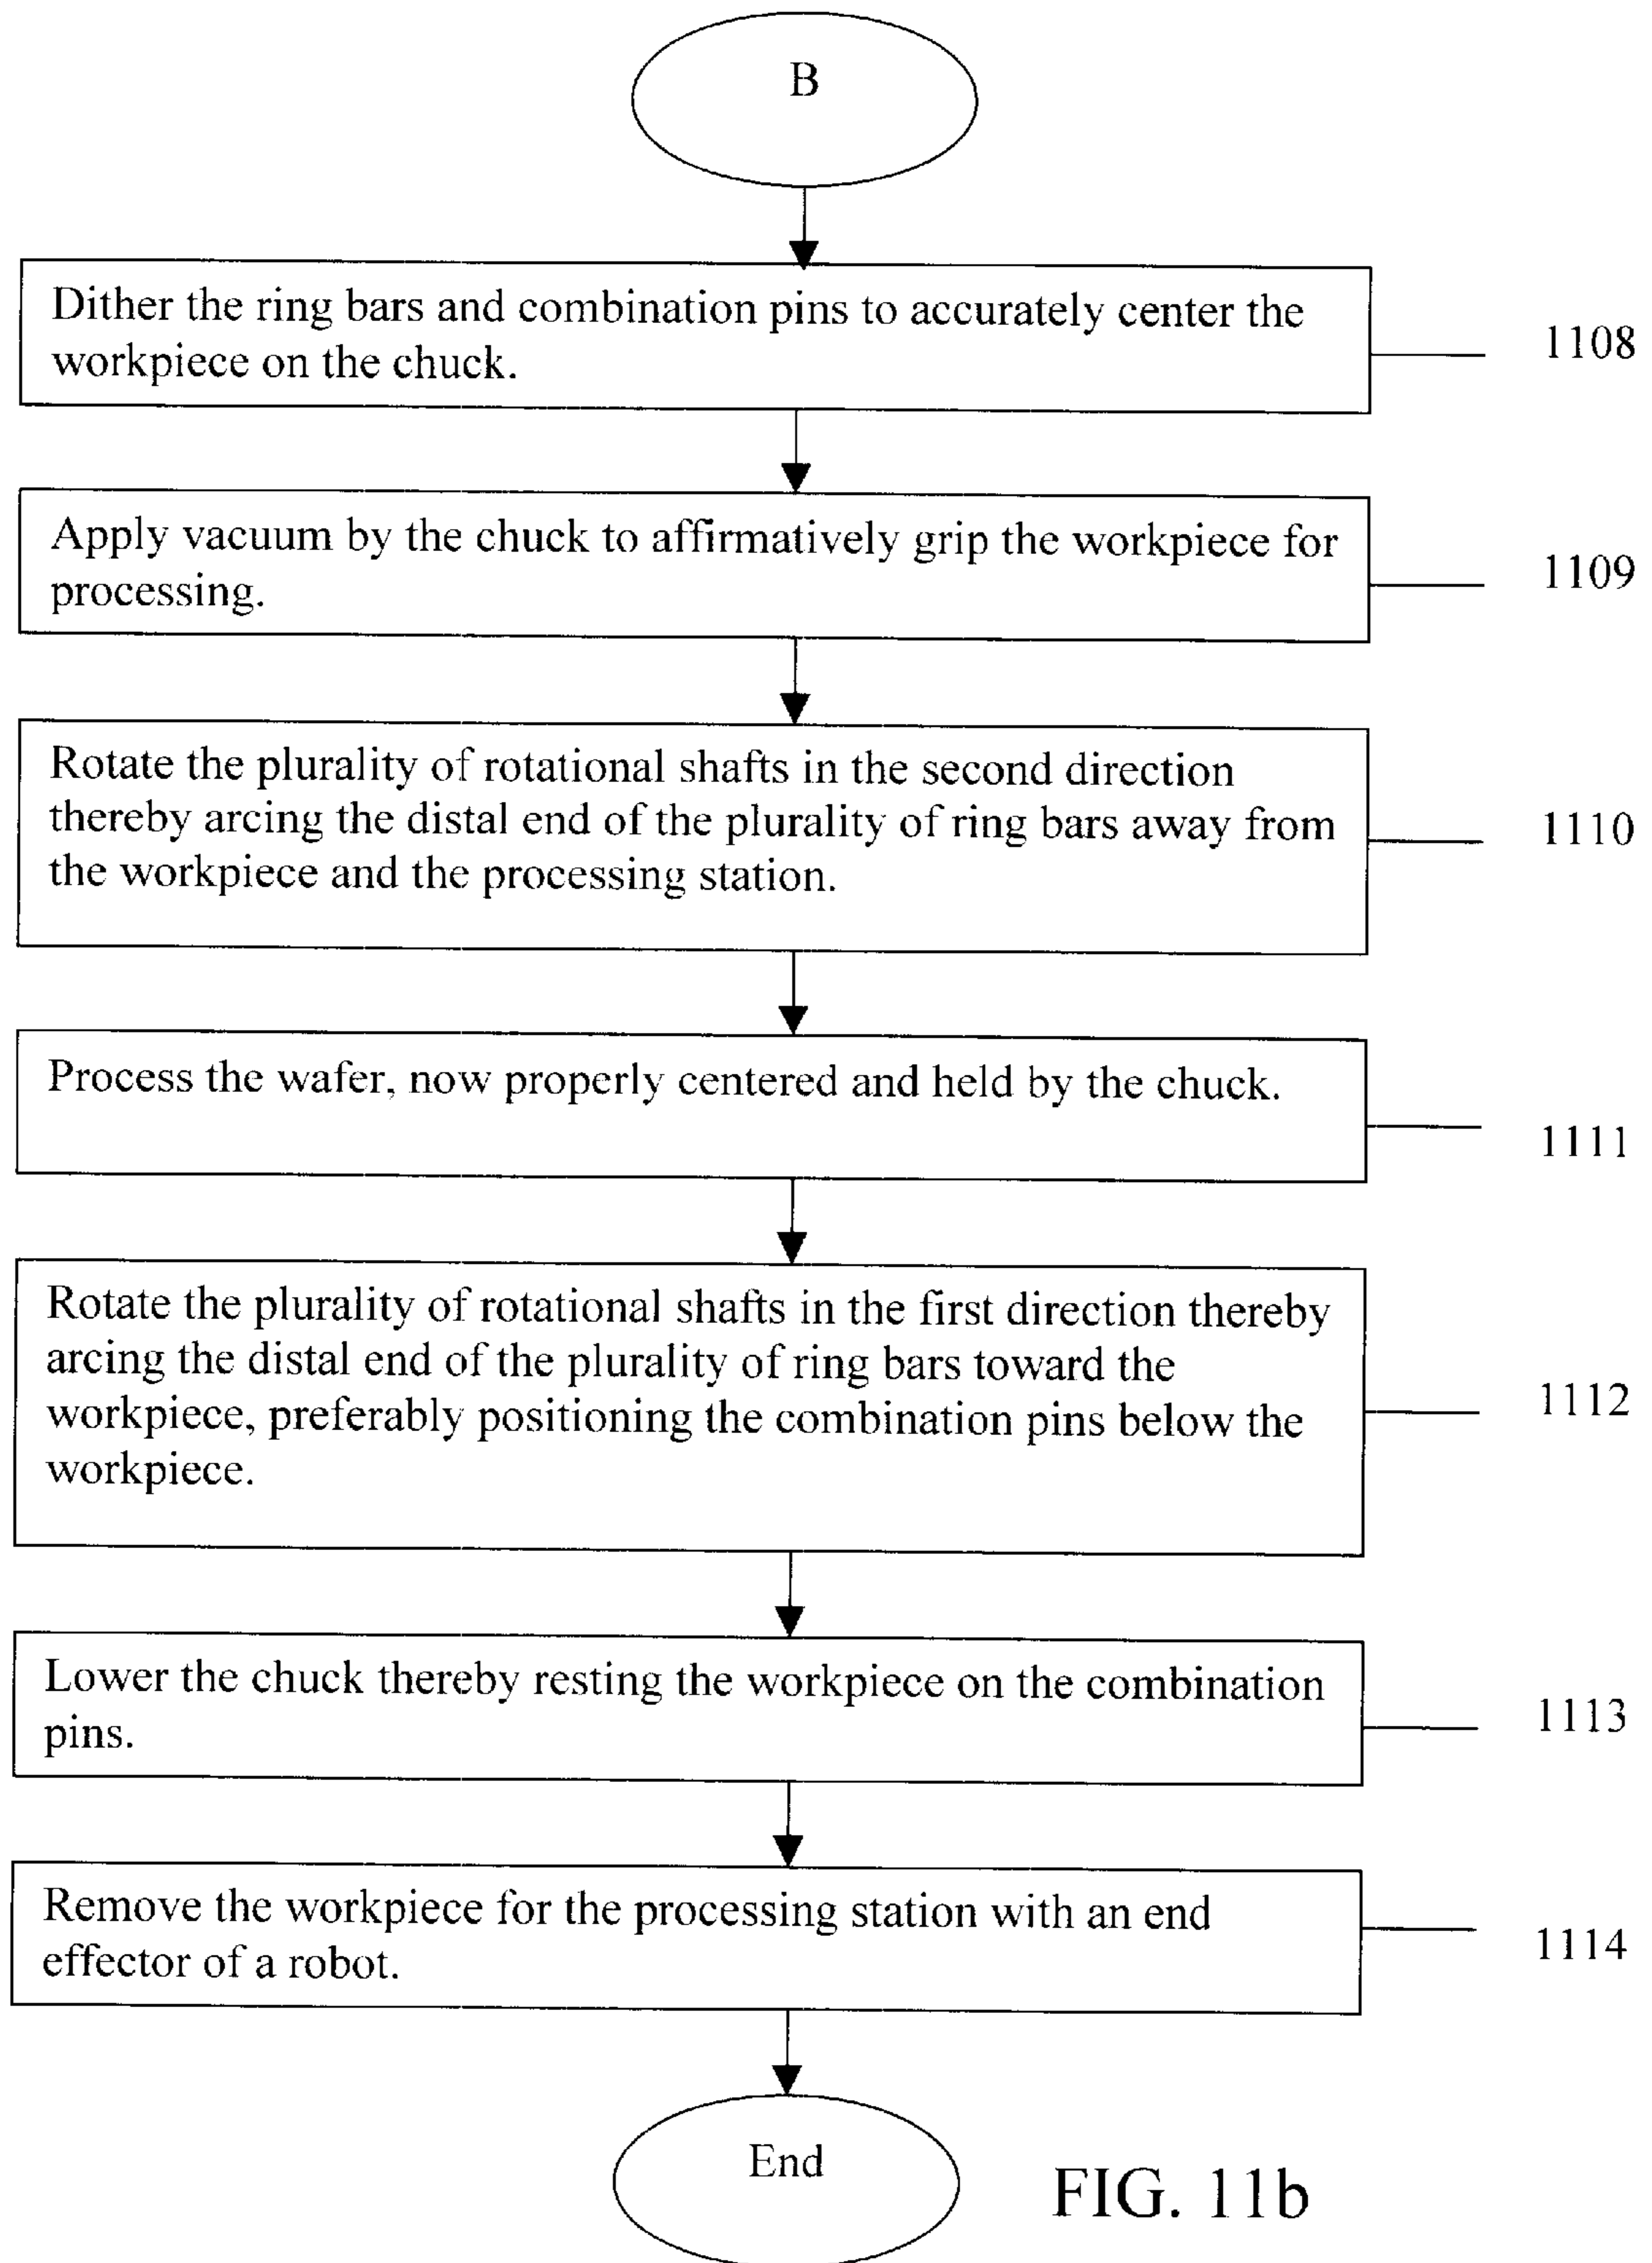 B
Dither the ring bars and combination pins to accurately center the
workpiece on the chuck.
1108
Apply vacuum by the chuck to affirmatively grip the workpiece for
processing.
1109
Rotate the plurality of rotational shafts in the second direction
thereby arcing the distal end of the plurality of ring bars away from
the workpiece and the processing station.
1110
Process the wafer, now properly centered and held by the chuck.
1111
Rotate the plurality of rotational shafts in the first direction thereby
arcing the distal end of the plurality of ring bars toward the
workpiece, preferably positioning the combination pins below the
workpiece.
1112
Lower the chuck thereby resting the workpiece on the combination
pins.
1113
Remove the workpiece for the processing station with an end
effector of a robot.
1114
End
FIG. 11b